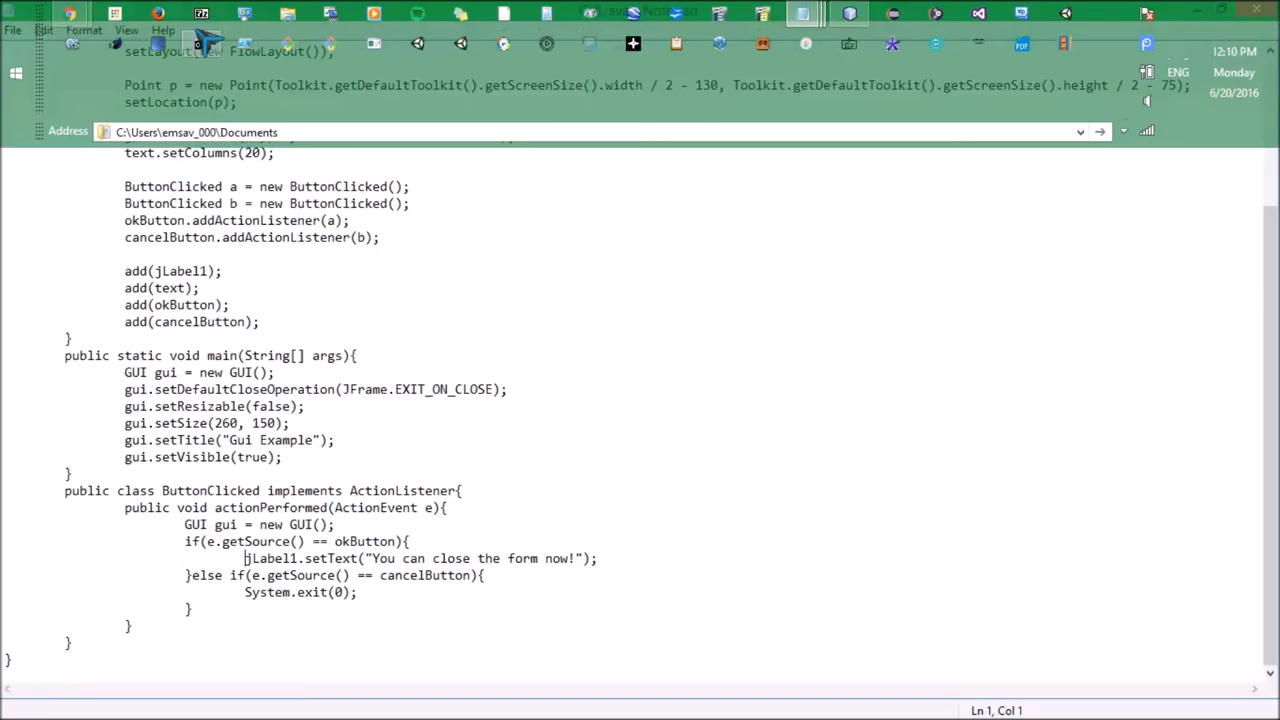 File Edit Format View Help
setLayout(new FlowLayout());
Point p = new Point(Toolkit.getDefaultToolkit().getScreenSize().width / 2 - 130, Toolkit.getDefaultToolkit().getScreenSize().height / 2 - 75);
setLocation(p);
12:10 PM
ENG Monday
6/20/2016
Address C:\Users\emsav_000\Documents
text.setColumns(20);
ButtonClicked a = new ButtonClicked();
ButtonClicked b = new ButtonClicked();
okButton.addActionListener(a);
cancelButton.addActionListener(b);
add(jLabel1);
add(text);
add(okButton);
add(cancelButton);
}
public static void main(String[] args){
GUI gui = new GUI();
gui.setDefaultCloseOperation(JFrame.EXIT_ON_CLOSE);
gui.setResizable(false);
gui.setSize(260, 150);
gui.setTitle("Gui Example");
gui.setVisible(true);
}
public class ButtonClicked implements ActionListener{
public void actionPerformed(ActionEvent e){
GUI gui = new GUI();
if(e.getSource() == okButton){
jLabel1.setText("You can close the form now!");
}else if(e.getSource() == cancelButton){
System.exit(0);
}
}
}
}
Ln 1, Col 1